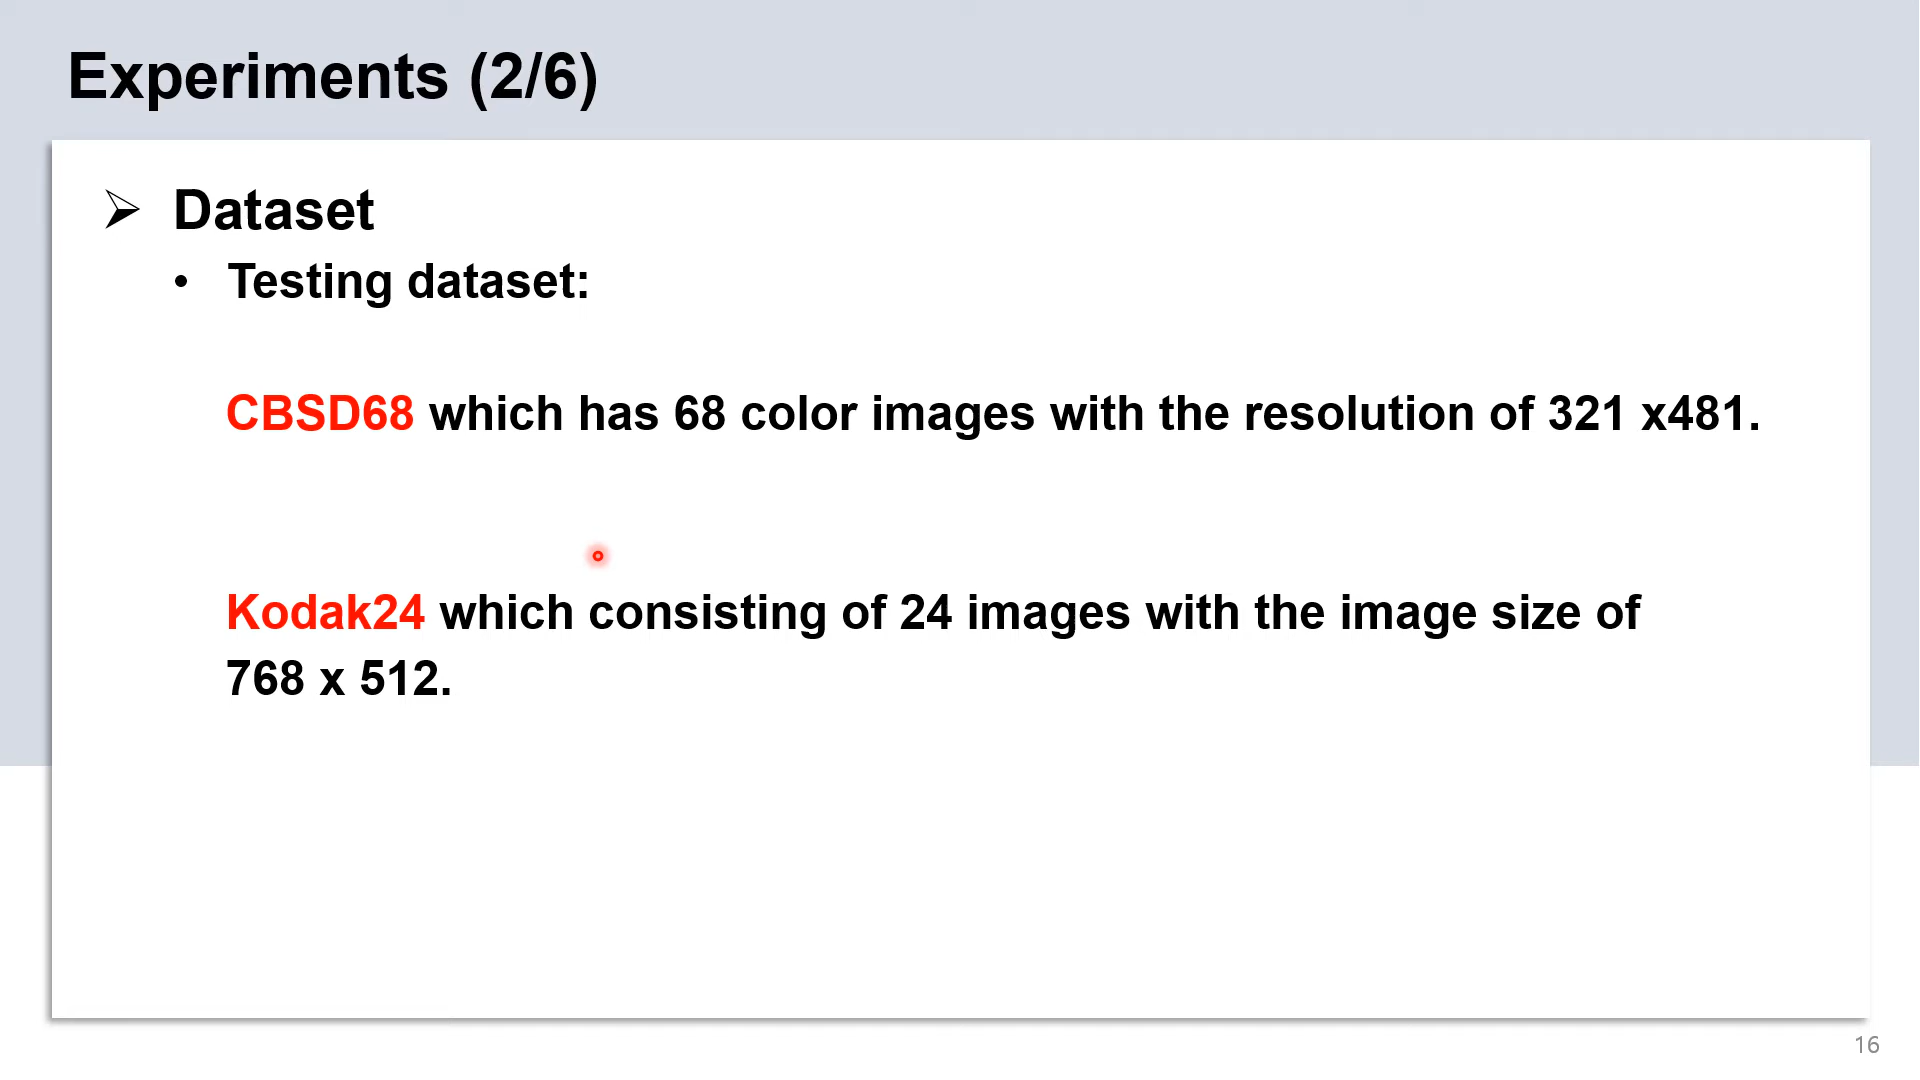 Experiments (2/6)
➢ Dataset
• Testing dataset:
CBSD68 which has 68 color images with the resolution of 321 x481.
Kodak24 which consisting of 24 images with the image size of
768 x 512.
16